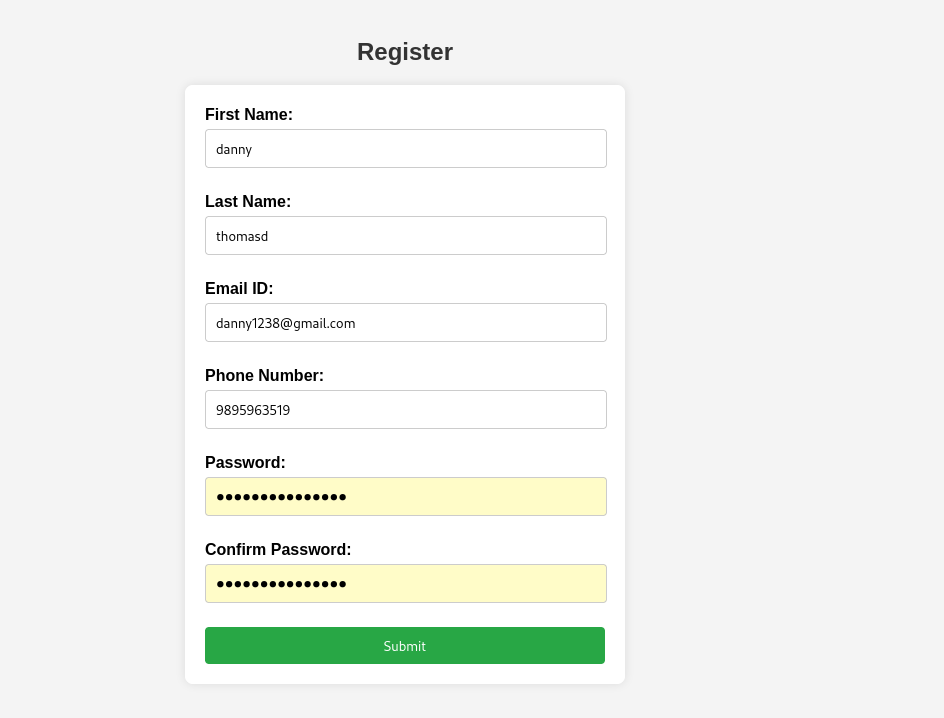 Register
First Name:
danny
Last Name:
thomasd
Email ID:
danny1238@gmail.com
Phone Number:
9895963519
Password:
●●●●●●●●●●●●●●●
Confirm Password:
●●●●●●●●●●●●●●●
Submit